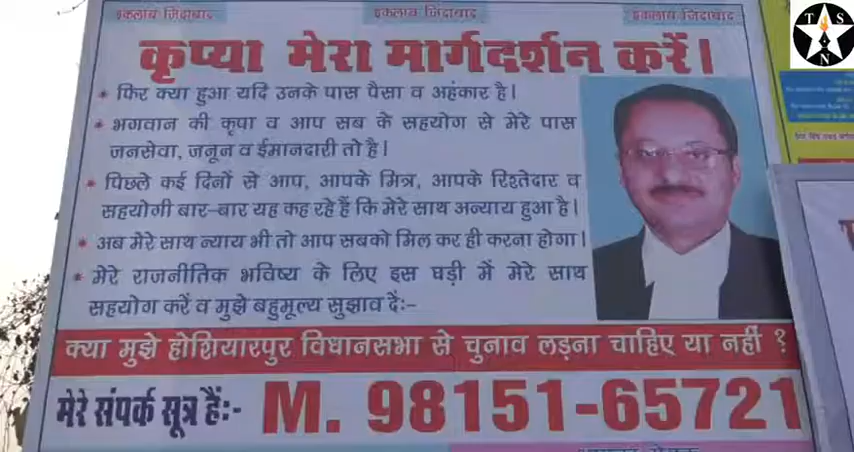 इंकलाब जिंदाबाद इंकलाब जिंदाबाद इंकलाब जिंदाबाद
कृप्या मेरा मार्गदर्शन करें।
* फिर क्या हुआ यदि उनके पास पैसा व अहंकार है।
* भगवान की कृपा व आप सब के सहयोग से मेरे पास
जनसेवा, जनून व ईमानदारी तो है।
* पिछले कई दिनों से आप, आपके मित्र, आपके रिश्तेदार व
सहयोगी बार-बार यह कह रहे हैं कि मेरे साथ अन्याय हुआ है।
* अब मेरे साथ न्याय भी तो आप सबको मिल कर ही करना होगा।
* मेरे राजनीतिक भविष्य के लिए इस घड़ी में मेरे साथ
सहयोग करें व मुझे बहुमूल्य सुझाव दें:-
क्या मुझे होशियारपुर विधानसभा से चुनाव लड़ना चाहिए या नहीं ?
मेरे संपर्क सूत्र हैं:- M. 98151-65721
T S N